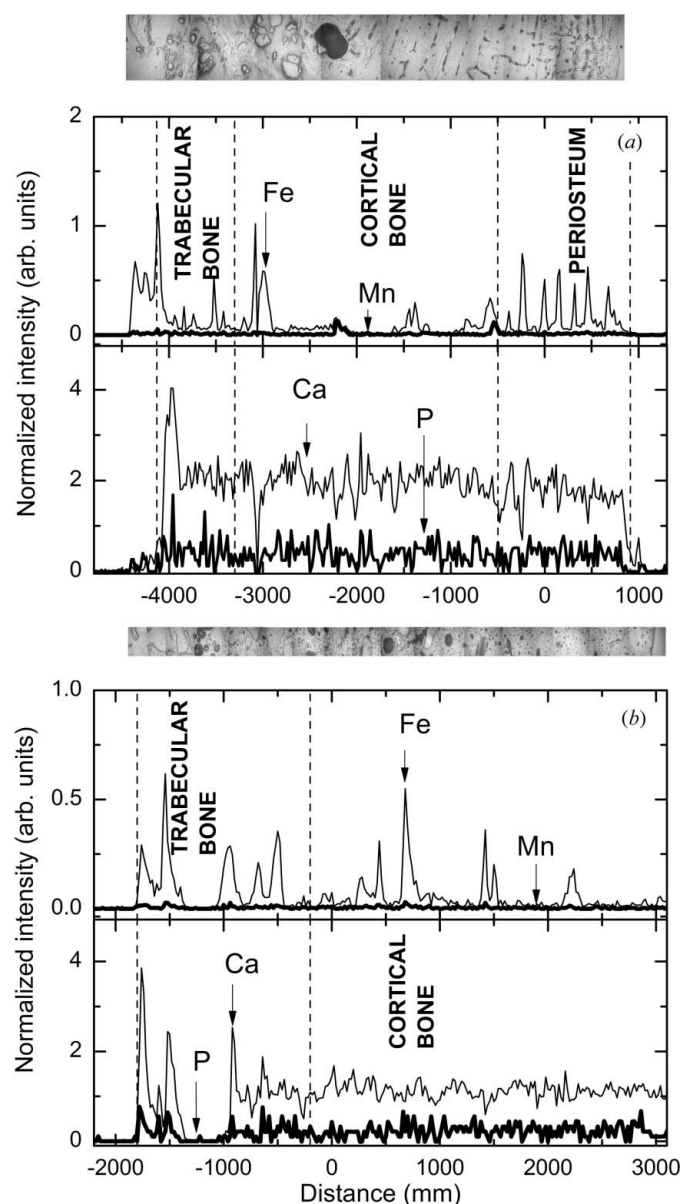 2
(a)
TRABECULAR
BONE
CORTICAL
BONE
PERIOSTEUM
Fe
1
Mn
0
Normalized intensity (arb. units)
4
Ca
P
2
0
-4000 -3000 -2000 -1000 0 1000
1.0
(b)
TRABECULAR
BONE
Fe
0.5
Mn
0.0
Normalized intensity (arb. units)
4
Ca
CORTICAL
BONE
P
2
0
-2000 -1000 0 1000 2000 3000
Distance (mm)